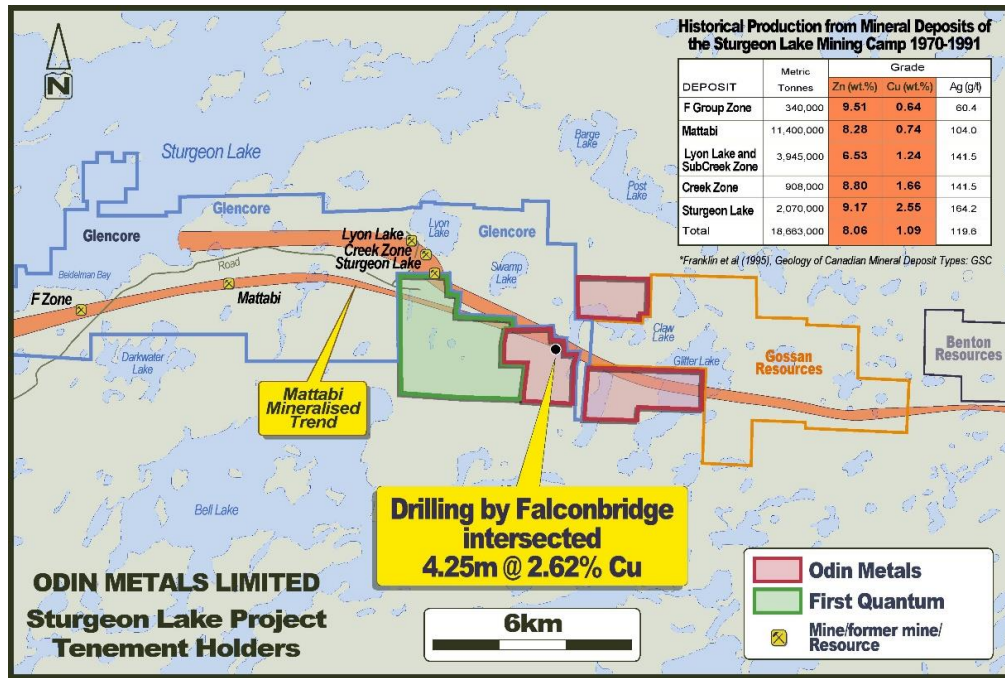 Historical Production from Mineral Deposits of
the Sturgeon Lake Mining Camp 1970-1991
DEPOSIT Metric Tonnes Grade
Zn (wt.%) Cu (wt.%) Ag (g/t)
F Group Zone 340,000 9.51 0.64 60.4
Mattabi 11,400,000 8.28 0.74 104.0
Lyon Lake and
SubCreek Zone 3,945,000 6.53 1.24 141.5
Creek Zone 908,000 8.80 1.66 141.5
Sturgeon Lake 2,070,000 9.17 2.55 164.2
Total 18,663,000 8.06 1.09 119.6
*Franklin et al (1995), Geology of Canadian Mineral Deposit Types: GSC
N
Sturgeon Lake
Barge
Lake
Post
Lake
Glencore
Glencore
Glencore
Lyon
Lake
Lyon Lake
Creek Zone
Sturgeon Lake
Swamp
Lake
Beidelman Bay
Road
F Zone
Mattabi
Darkwater
Lake
Mattabi
Mineralised
Trend
Claw
Lake
Glitter Lake
Gossan
Resources
Benton
Resources
Bell Lake
Drilling by Falconbridge
intersected
4.25m @ 2.62% Cu
ODIN METALS LIMITED
Sturgeon Lake Project
Tenement Holders
6km
Odin Metals
First Quantum
Mine/former mine/
Resource